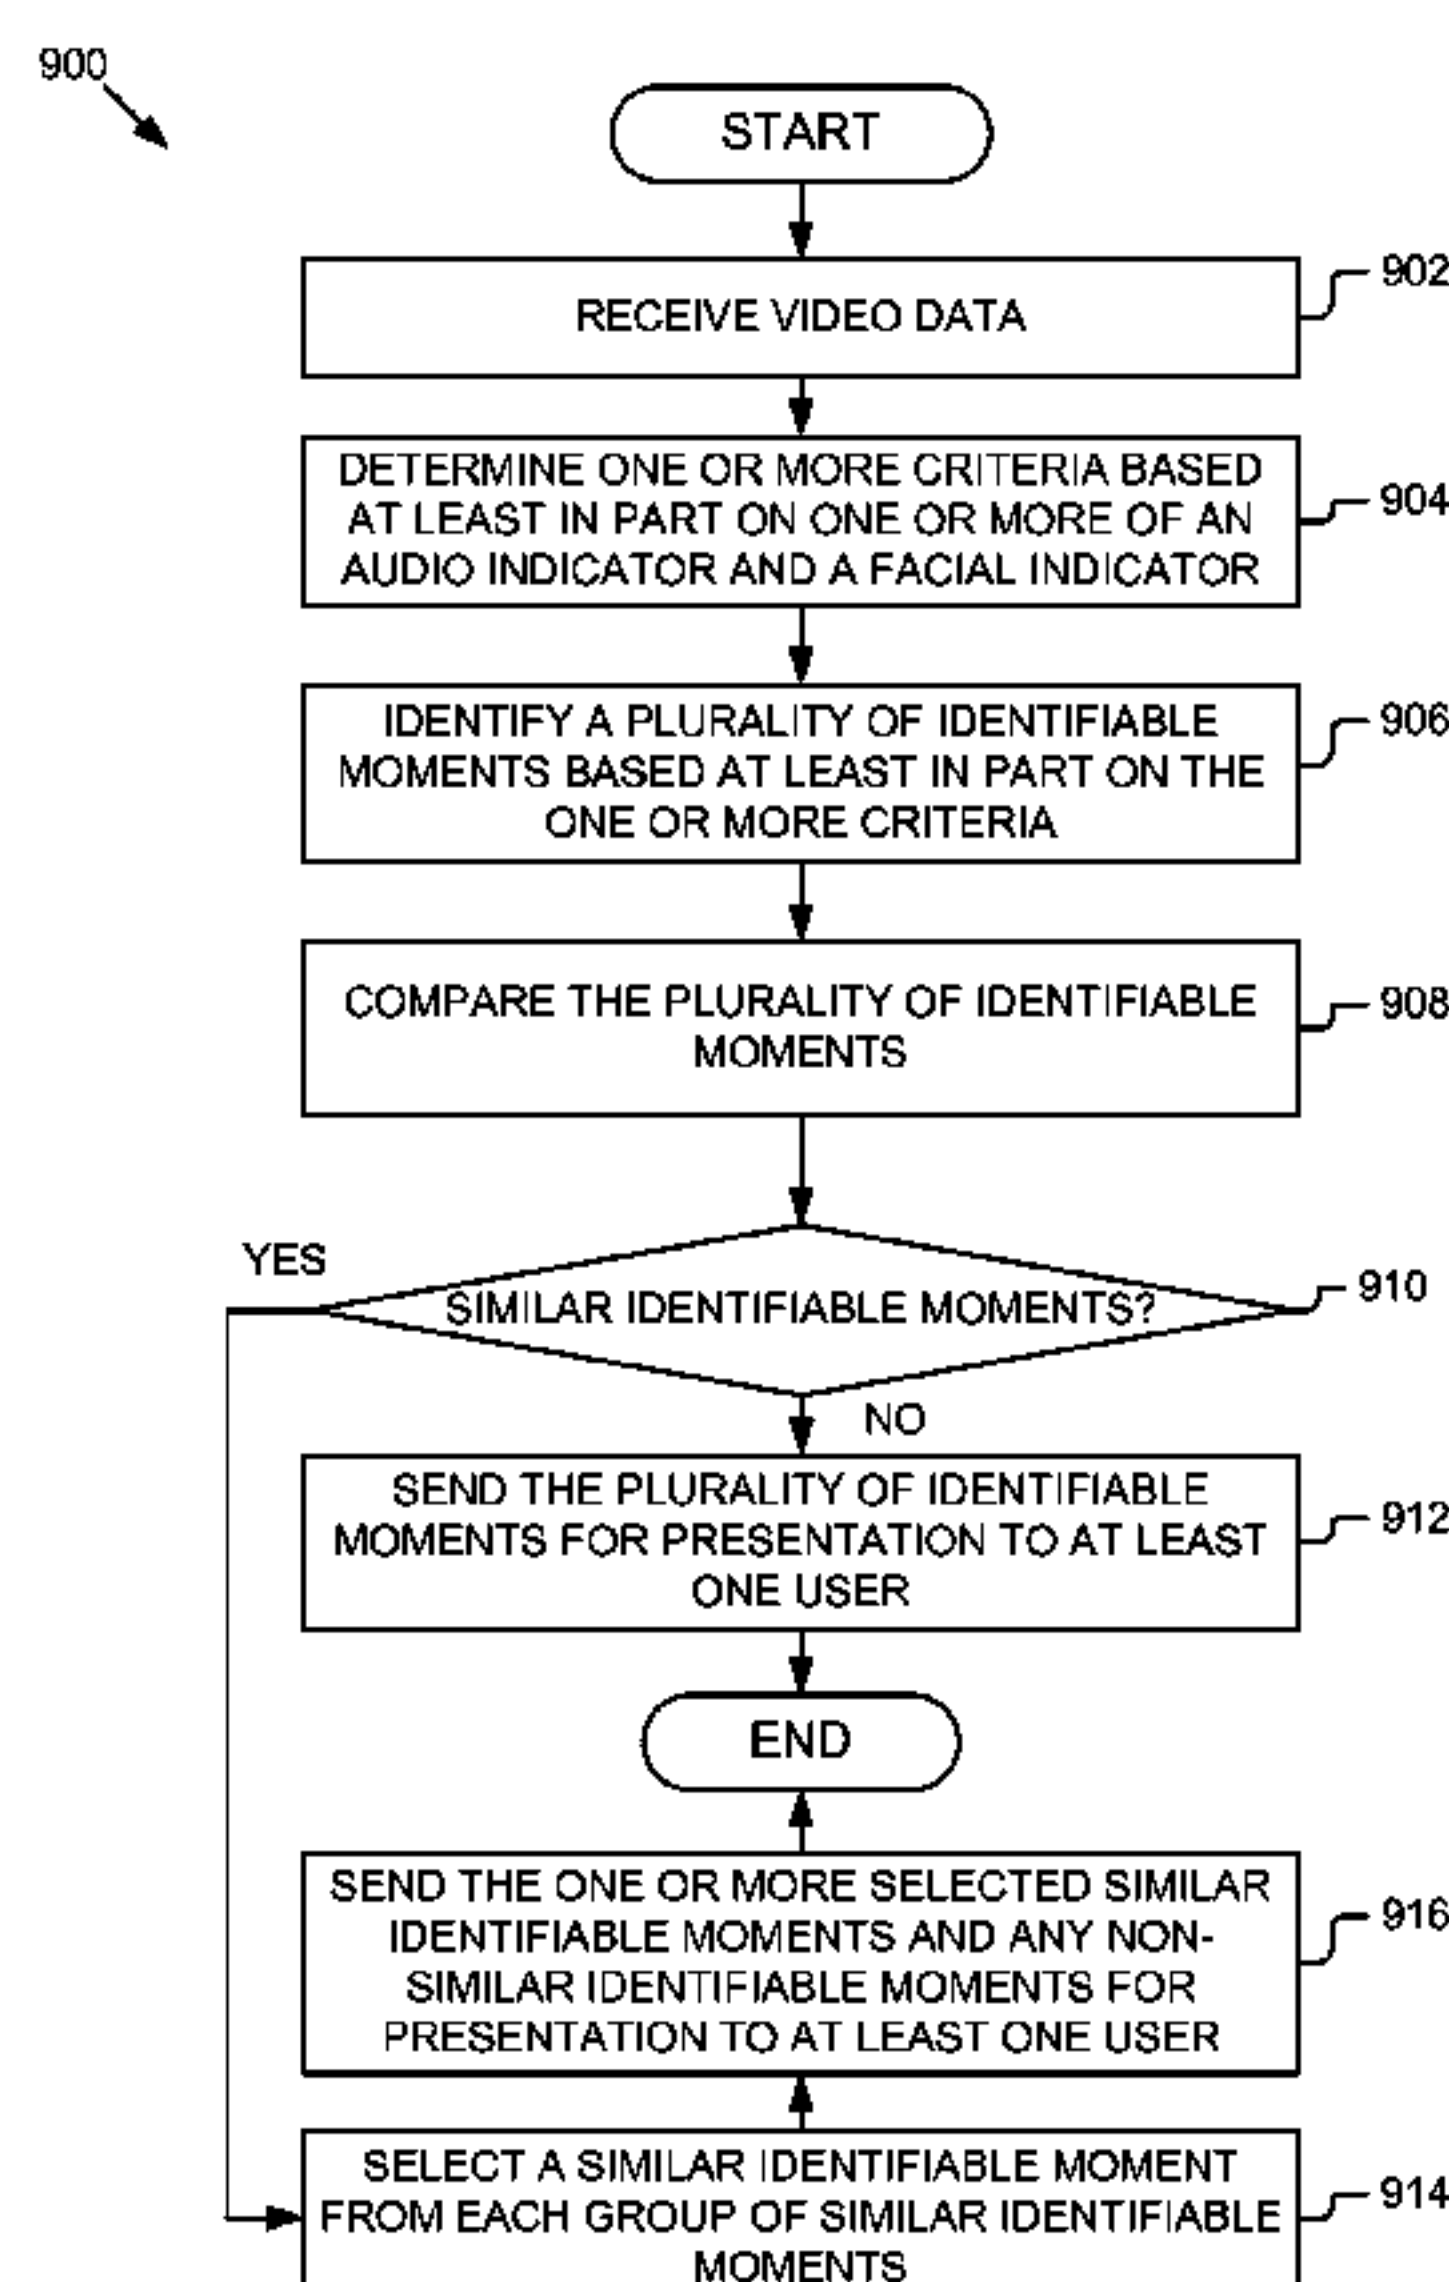 900
START
RECEIVE VIDEO DATA
902
DETERMINE ONE OR MORE CRITERIA BASED
AT LEAST IN PART ON ONE OR MORE OF AN
AUDIO INDICATOR AND A FACIAL INDICATOR
904
IDENTIFY A PLURALITY OF IDENTIFIABLE
MOMENTS BASED AT LEAST IN PART ON THE
ONE OR MORE CRITERIA
906
COMPARE THE PLURALITY OF IDENTIFIABLE
MOMENTS
908
YES
SIMILAR IDENTIFIABLE MOMENTS?
910
NO
SEND THE PLURALITY OF IDENTIFIABLE
MOMENTS FOR PRESENTATION TO AT LEAST
ONE USER
912
END
SEND THE ONE OR MORE SELECTED SIMILAR
IDENTIFIABLE MOMENTS AND ANY NON-
SIMILAR IDENTIFIABLE MOMENTS FOR
PRESENTATION TO AT LEAST ONE USER
916
SELECT A SIMILAR IDENTIFIABLE MOMENT
FROM EACH GROUP OF SIMILAR IDENTIFIABLE
MOMENTS
914